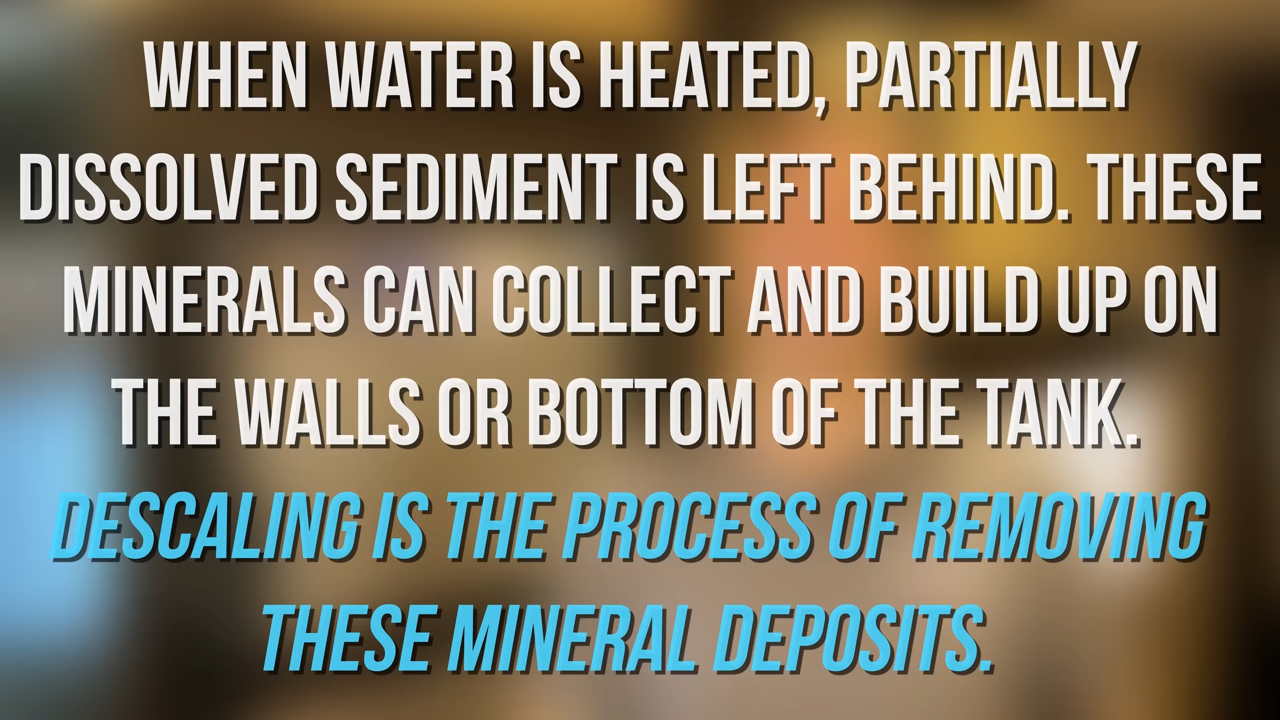 WHEN WATER IS HEATED, PARTIALLY
DISSOLVED SEDIMENT IS LEFT BEHIND. THESE
MINERALS CAN COLLECT AND BUILD UP ON
THE WALLS OR BOTTOM OF THE TANK.
DESCALING IS THE PROCESS OF REMOVING
THESE MINERAL DEPOSITS.